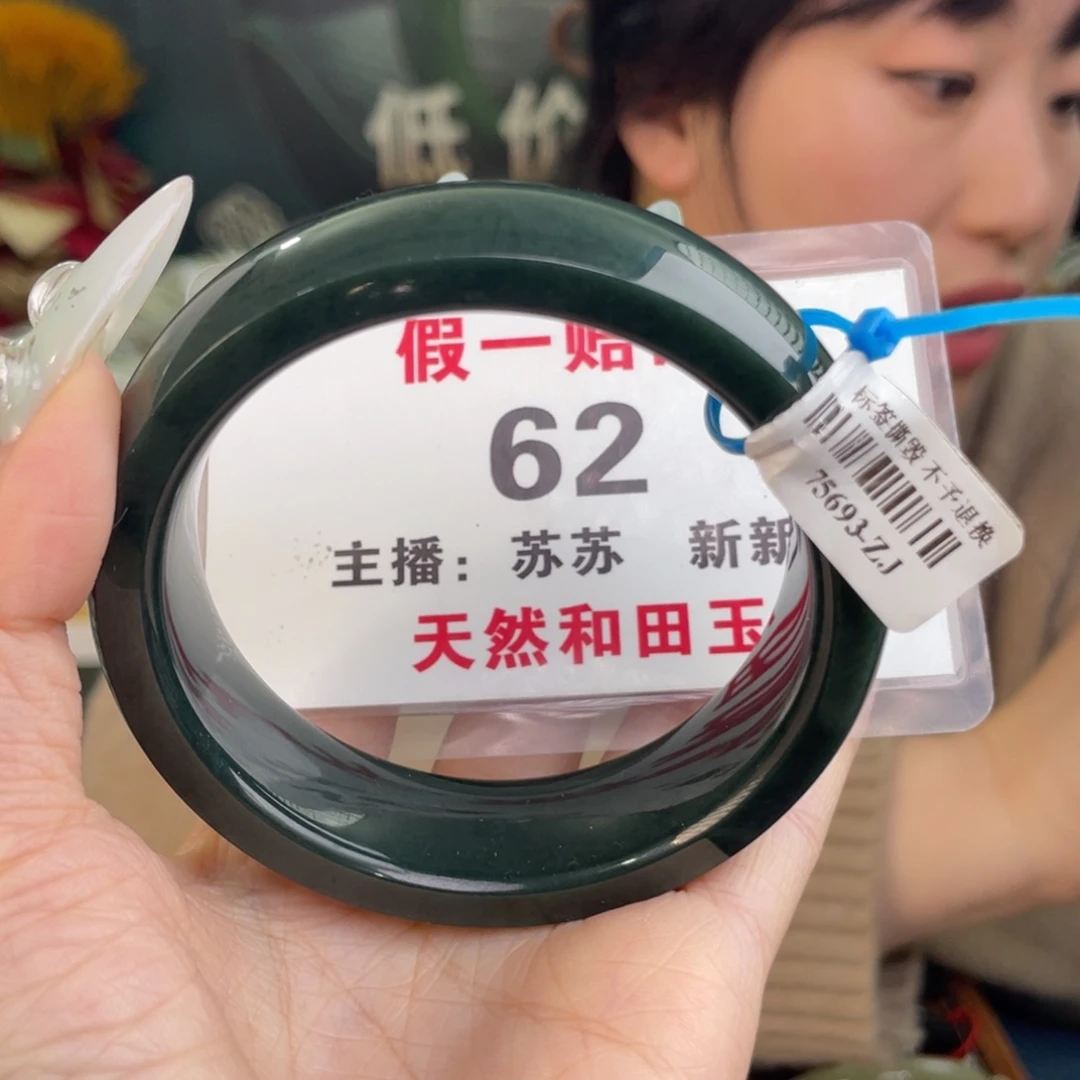 低价
假一赔
62
主播：苏苏 新新
天然和田玉
标签撕毁 不予退换
75693-ZJ